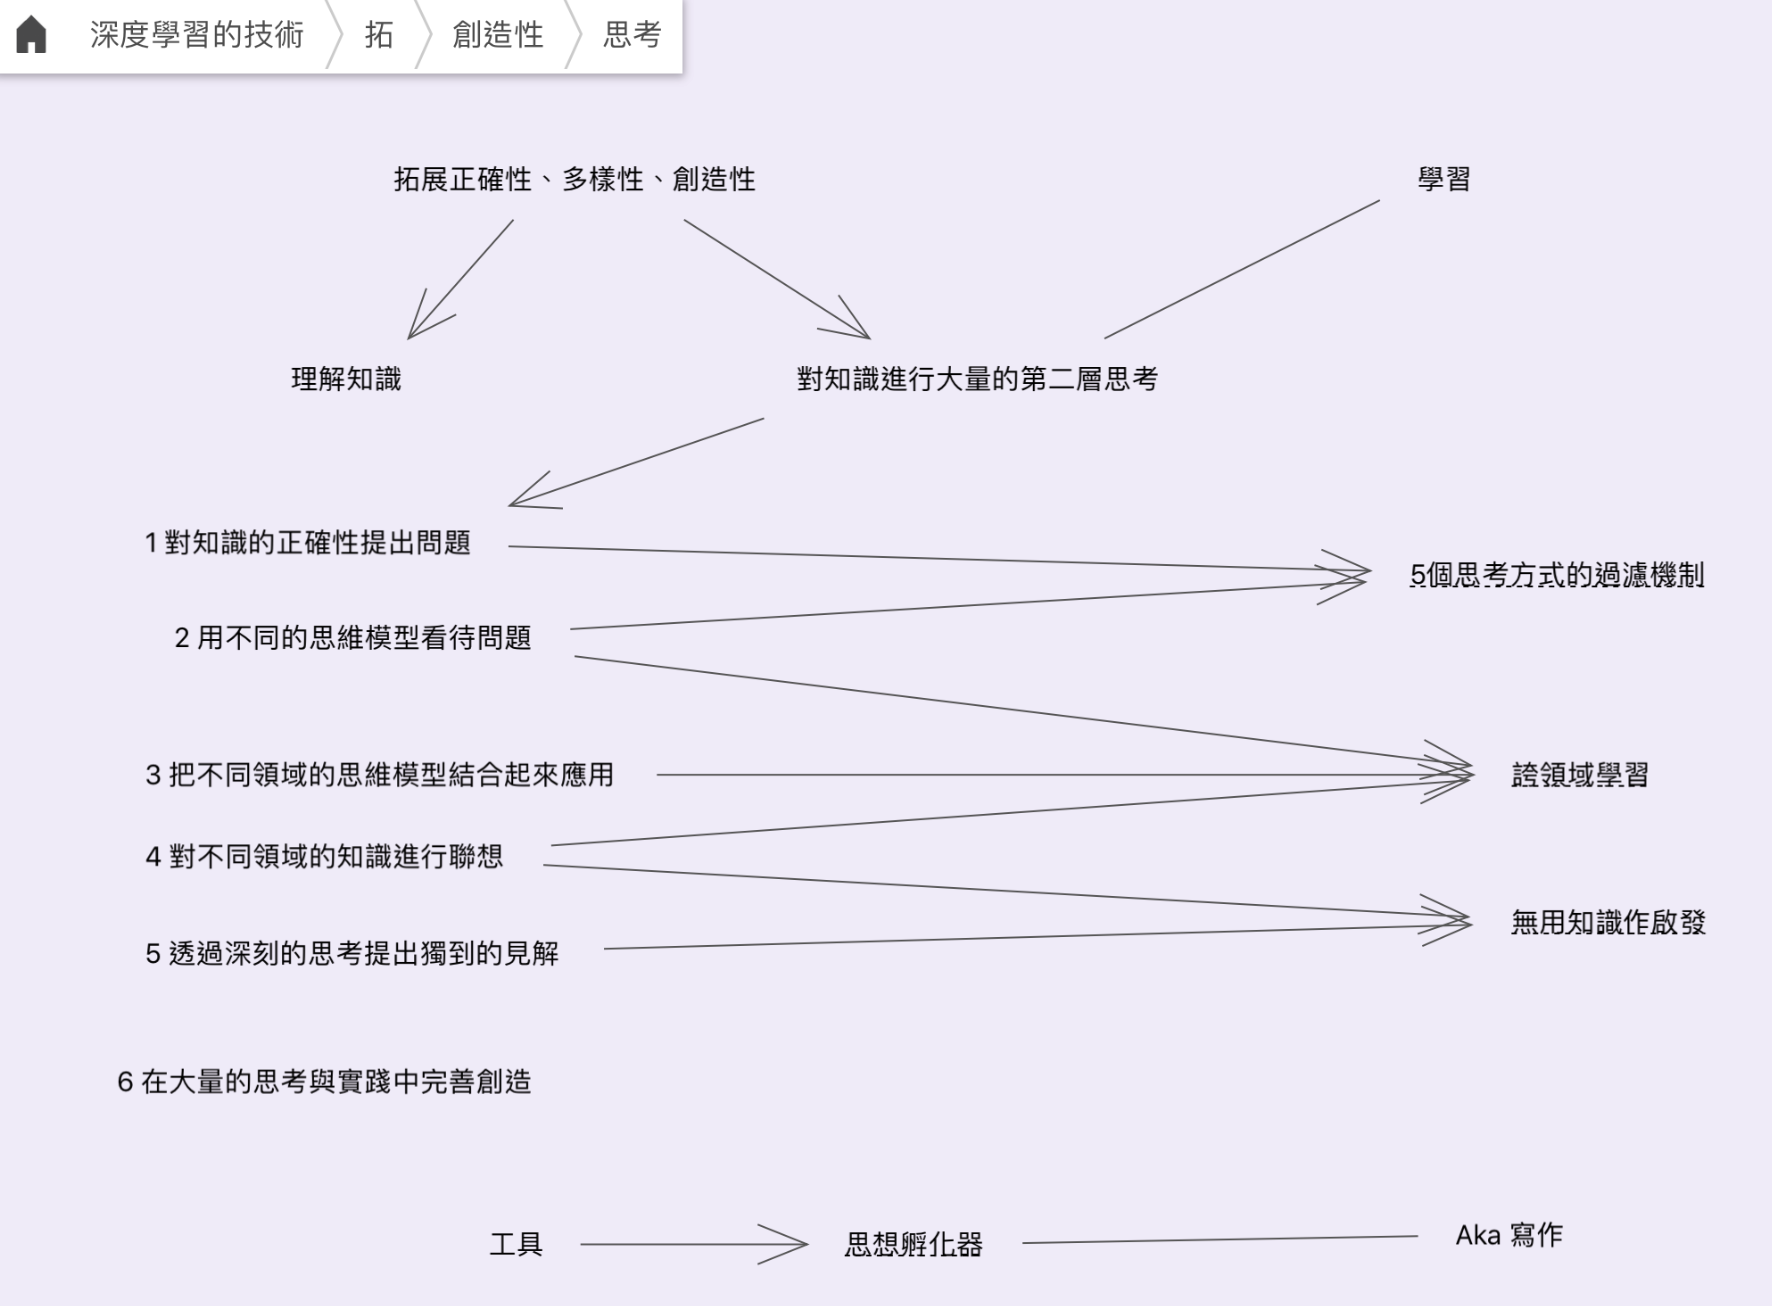 深度學習的技術 拓 創造性 思考
拓展正確性、多樣性、創造性
學習
理解知識
對知識進行大量的第二層思考
1 對知識的正確性提出問題
5個思考方式的過濾機制
2 用不同的思維模型看待問題
3 把不同領域的思維模型結合起來應用
誇領域學習
4 對不同領域的知識進行聯想
無用知識作啟發
5 透過深刻的思考提出獨到的見解
6 在大量的思考與實踐中完善創造
工具
思想孵化器
Aka 寫作